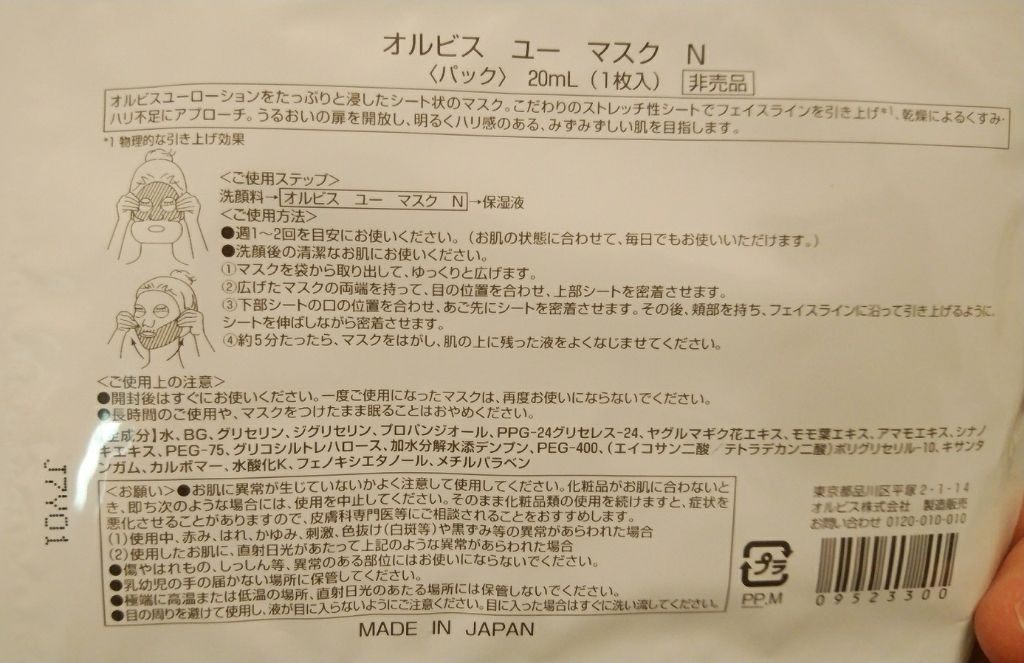 オルビス ユー マスク N
〈パック〉 20mL（1枚入） 非売品
オルビスユーローションをたっぷりと浸したシート状のマスク。こだわりのストレッチ性シートでフェイスラインを引き上げ*1、乾燥によるくすみ・
ハリ不足にアプローチ。うるおいの扉を開放し、明るくハリ感のある、みずみずしい肌を目指します。
*1 物理的な引き上げ効果
＜ご使用ステップ＞
洗顔料→オルビス ユー マスク N→保湿液
＜ご使用方法＞
●週1～2回を目安にお使いください。（お肌の状態に合わせて、毎日でもお使いいただけます。）
●洗顔後の清潔なお肌にお使いください。
①マスクを袋から取り出して、ゆっくりと広げます。
②広げたマスクの両端を持って、目の位置を合わせ、上部シートを密着させます。
③下部シートの口の位置を合わせ、あご先にシートを密着させます。その後、頬部を持ち、フェイスラインに沿って引き上げるように、
シートを伸ばしながら密着させます。
④約5分たったら、マスクをはがし、肌の上に残った液をよくなじませてください。
＜ご使用上の注意＞
●開封後はすぐにお使いください。一度ご使用になったマスクは、再度お使いにならないでください。
●長時間のご使用や、マスクをつけたまま眠ることはおやめください。
【全成分】水、BG、グリセリン、ジグリセリン、プロパンジオール、PPG-24グリセレス-24、ヤグルマギク花エキス、モモ葉エキス、アマモエキス、シナノ
キエキス、PEG-75、グリコシルトレハロース、加水分解水添デンプン、PEG-400、（エイコサン二酸／テトラデカン二酸）ポリグリセリル-10、キサンタ
ンガム、カルボマー、水酸化K、フェノキシエタノール、メチルパラベン
＜お願い＞●お肌に異常が生じていないかよく注意して使用してください。化粧品がお肌に合わないと
き、即ち次のような場合には、使用を中止してください。そのまま化粧品類の使用を続けますと、症状を
悪化させることがありますので、皮膚科専門医等にご相談されることをおすすめします。
(1)使用中、赤み、はれ、かゆみ、刺激、色抜け(白斑等)や黒ずみ等の異常があらわれた場合
(2)使用したお肌に、直射日光があたって上記のような異常があらわれた場合
●傷やはれもの、しっしん等、異常のある部位にはお使いにならないでください。
●乳幼児の手の届かない場所に保管してください。
●極端に高温または低温の場所、直射日光のあたる場所には保管しないでください。
●目の周りを避けて使用し、液が目に入らないようにご注意ください。目に入った場合はすぐに洗い流してください。
東京都品川区平塚2-1-14
オルビス株式会社 製造販売
お問い合わせ 0120-010-010
プラ
PP,M
09523300
MADE IN JAPAN